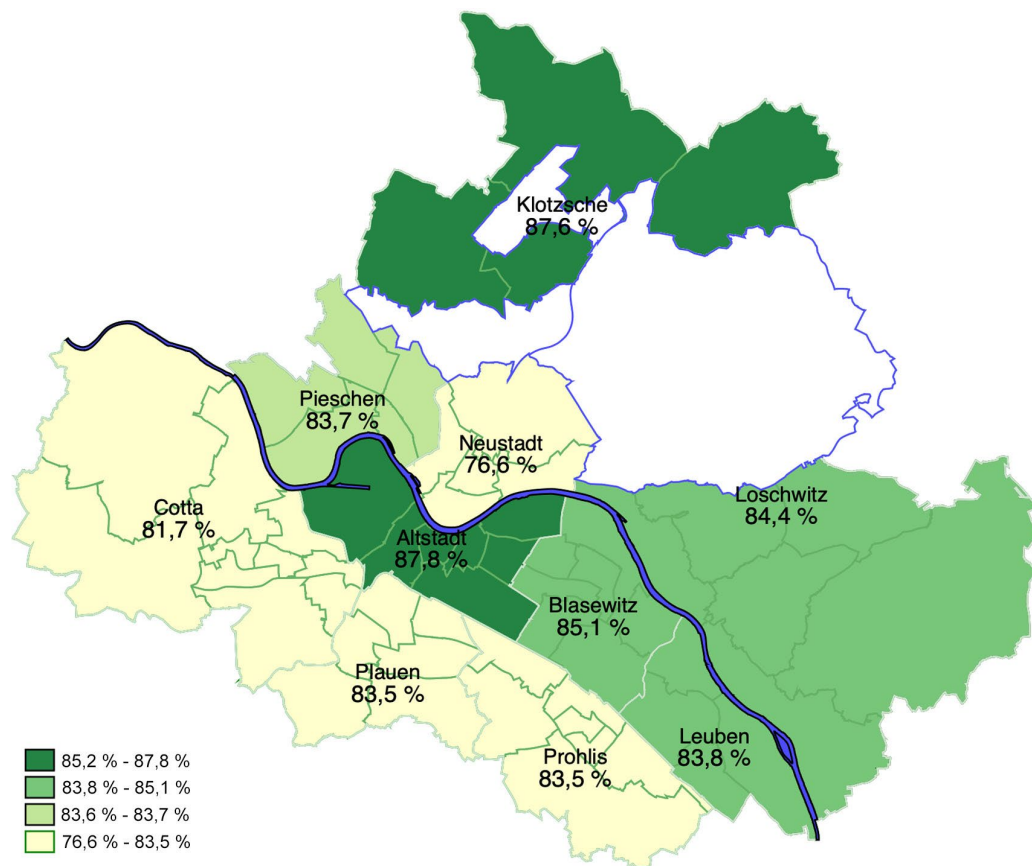 Klotzsche
87,6 %
Pieschen
83,7 %
Neustadt
76,6 %
Loschwitz
84,4 %
Cotta
81,7 %
Altstadt
87,8 %
Blasewitz
85,1 %
Plauen
83,5 %
Leuben
83,8 %
Prohlis
83,5 %
85,2 % - 87,8 %
83,8 % - 85,1 %
83,6 % - 83,7 %
76,6 % - 83,5 %